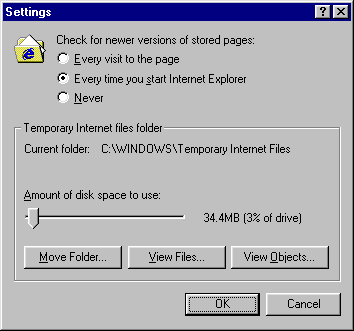 Settings
Check for newer versions of stored pages:
Every visit to the page
Every time you start Internet Explorer
Never
Temporary Internet files folder
Current folder: C:\WINDOWS\Temporary Internet Files
Amount of disk space to use:
34.4MB (3% of drive)
Move Folder... View Files... View Objects...
OK Cancel